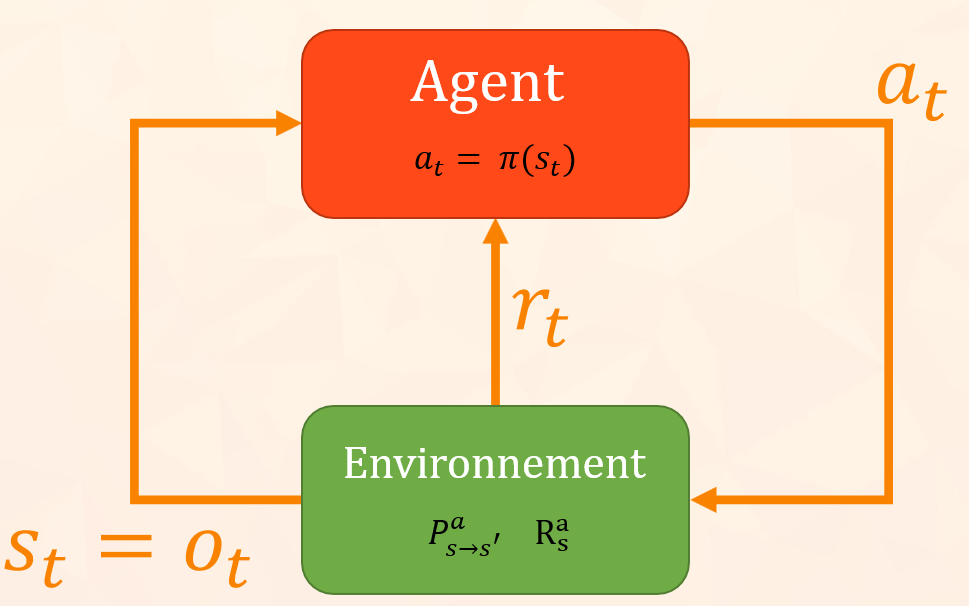 Agent
a_t = π(s_t)
a_t
r_t
Environnement
P^a_{s→s'} R^a_s
s_t = o_t